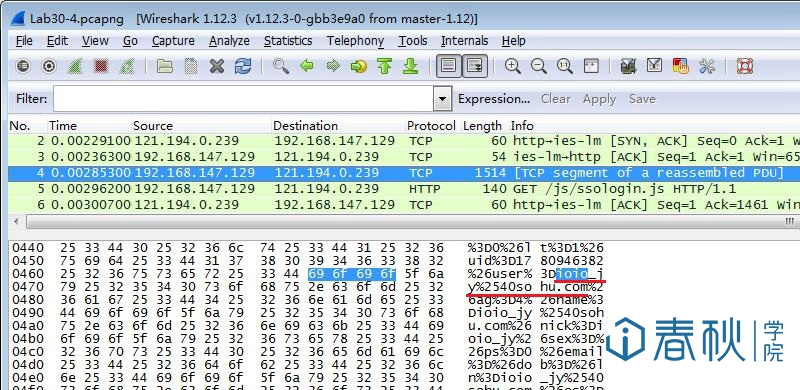 Lab30-4.pcapng [Wireshark 1.12.3 (v1.12.3-0-gbb3e9a0 from master-1.12)]
File Edit View Go Capture Analyze Statistics Telephony Tools Internals Help
Filter: Expression... Clear Apply Save
No. Time Source Destination Protocol Length Info
2 0.00229100 121.194.0.239 192.168.147.129 TCP 60 http→ies-lm [SYN, ACK] Seq=0 Ack=1 W
3 0.00236300 192.168.147.129 121.194.0.239 TCP 54 ies-lm→http [ACK] Seq=1 Ack=1 Win=65
4 0.00285300 192.168.147.129 121.194.0.239 TCP 1514 [TCP segment of a reassembled PDU]
5 0.00296200 192.168.147.129 121.194.0.239 HTTP 140 GET /js/ssologin.js HTTP/1.1
6 0.00300700 121.194.0.239 192.168.147.129 TCP 60 http→ies-lm [ACK] Seq=1 Ack=1461 Win
0440 25 33 44 30 25 32 36 6c 74 25 33 44 31 25 32 36 %3D0%26l t%3D1%26
0450 75 69 64 25 33 44 31 37 38 30 39 34 36 33 38 32 uid%3D17 80946382
0460 25 32 36 75 73 65 72 25 33 44 69 6f 69 6f 5f 6a %26user% 3Dioio_j
0470 79 25 32 35 34 30 73 6f 68 75 2e 63 6f 6d 25 32 y%2540so hu.com%2
0480 36 61 67 25 33 44 34 25 32 36 6e 61 6d 65 25 33 6ag%3D4% 26name%3
0490 44 69 6f 69 6f 5f 6a 79 25 32 35 34 30 73 6f 68 Dioio_jy %2540soh
04a0 75 2e 63 6f 6d 25 32 36 6e 69 63 6b 25 33 44 69 u.com%26 nick%3Di
04b0 6f 69 6f 5f 6a 79 25 32 36 73 65 78 25 33 44 25 oio_jy%2 6sex%3D%
04c0 32 36 70 73 25 33 44 30 25 32 36 65 6d 61 69 6c 26ps%3D0 %26email
04d0 25 33 44 25 32 36 64 6f 62 25 33 44 25 32 36 6c %3D%26do b%3D%26l
04e0 6e 25 33 44 69 6f 69 6f 5f 6a 79 25 32 35 34 30 n%3Dioio _jy%2540
春秋学院